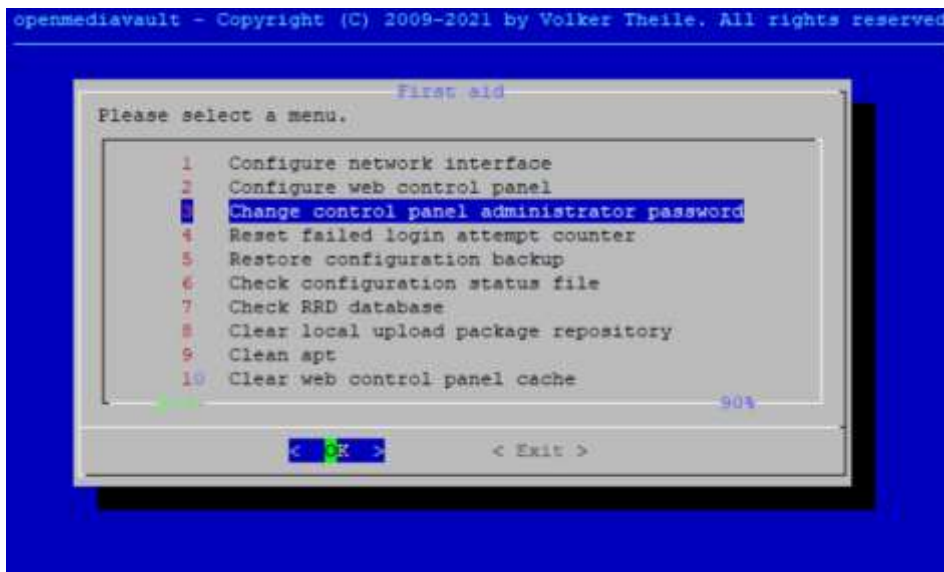 openmediavault - Copyright (C) 2009-2021 by Volker Theile. All rights reserved
First aid
Please select a menu.
1 Configure network interface
2 Configure web control panel
3 Change control panel administrator password
4 Reset failed login attempt counter
5 Restore configuration backup
6 Check configuration status file
7 Check RRD database
8 Clear local upload package repository
9 Clean apt
10 Clear web control panel cache
90%
< OK > < Exit >